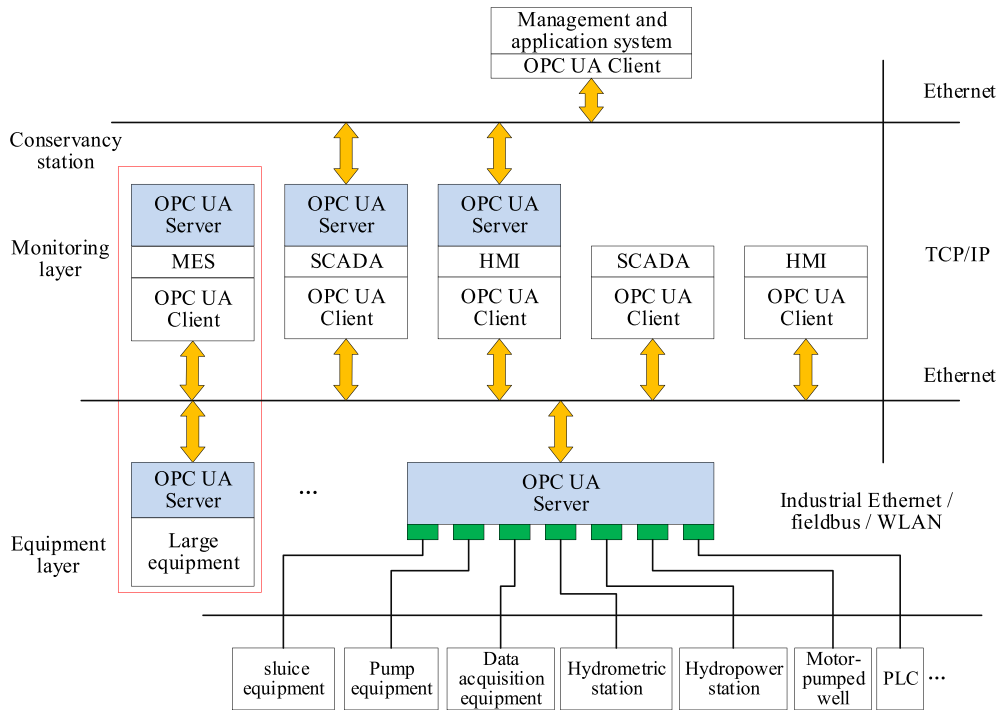 Management and
application system
OPC UA Client
Ethernet
Conservancy
station
OPC UA
Server
OPC UA
Server
OPC UA
Server
Monitoring
layer
MES
SCADA
HMI
SCADA
HMI
TCP/IP
OPC UA
Client
OPC UA
Client
OPC UA
Client
OPC UA
Client
OPC UA
Client
Ethernet
OPC UA
Server
...
OPC UA
Server
Industrial Ethernet /
fieldbus / WLAN
Equipment
layer
Large
equipment
sluice
equipment
Pump
equipment
Data
acquisition
equipment
Hydrometric
station
Hydropower
station
Motor-
pumped
well
PLC
...